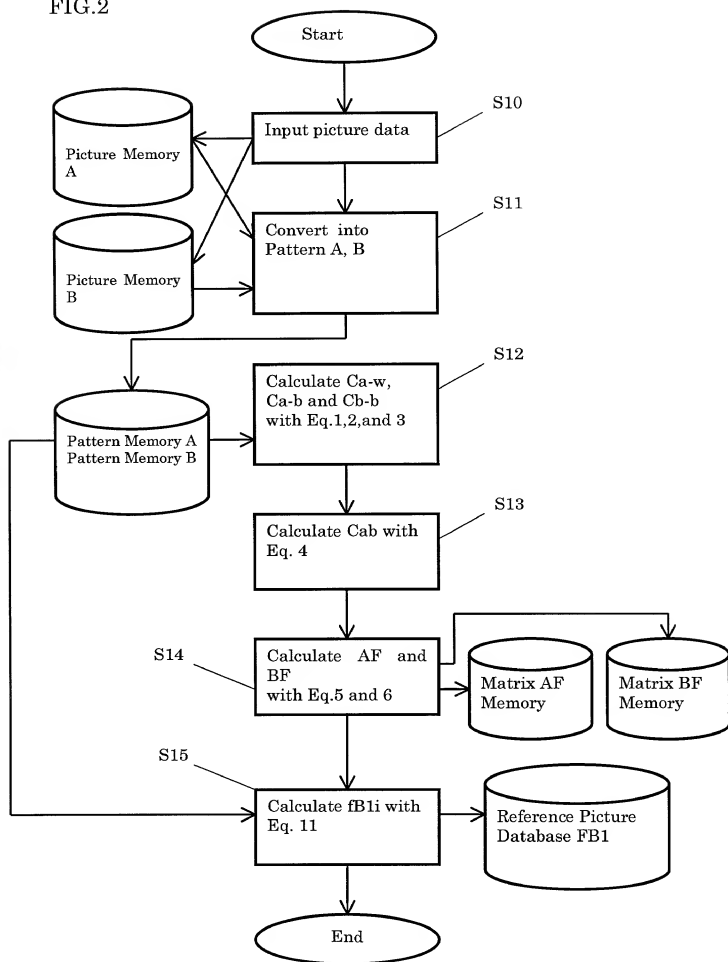 FIG.2
Start
S10
Input picture data
Picture Memory
A
S11
Convert into
Pattern A, B
Picture Memory
B
S12
Calculate Ca-w,
Ca-b and Cb-b
with Eq.1,2,and 3
Pattern Memory A
Pattern Memory B
S13
Calculate Cab with
Eq. 4
S14
Calculate AF and
BF
with Eq.5 and 6
Matrix AF
Memory
Matrix BF
Memory
S15
Calculate fB1i with
Eq. 11
Reference Picture
Database FB1
End